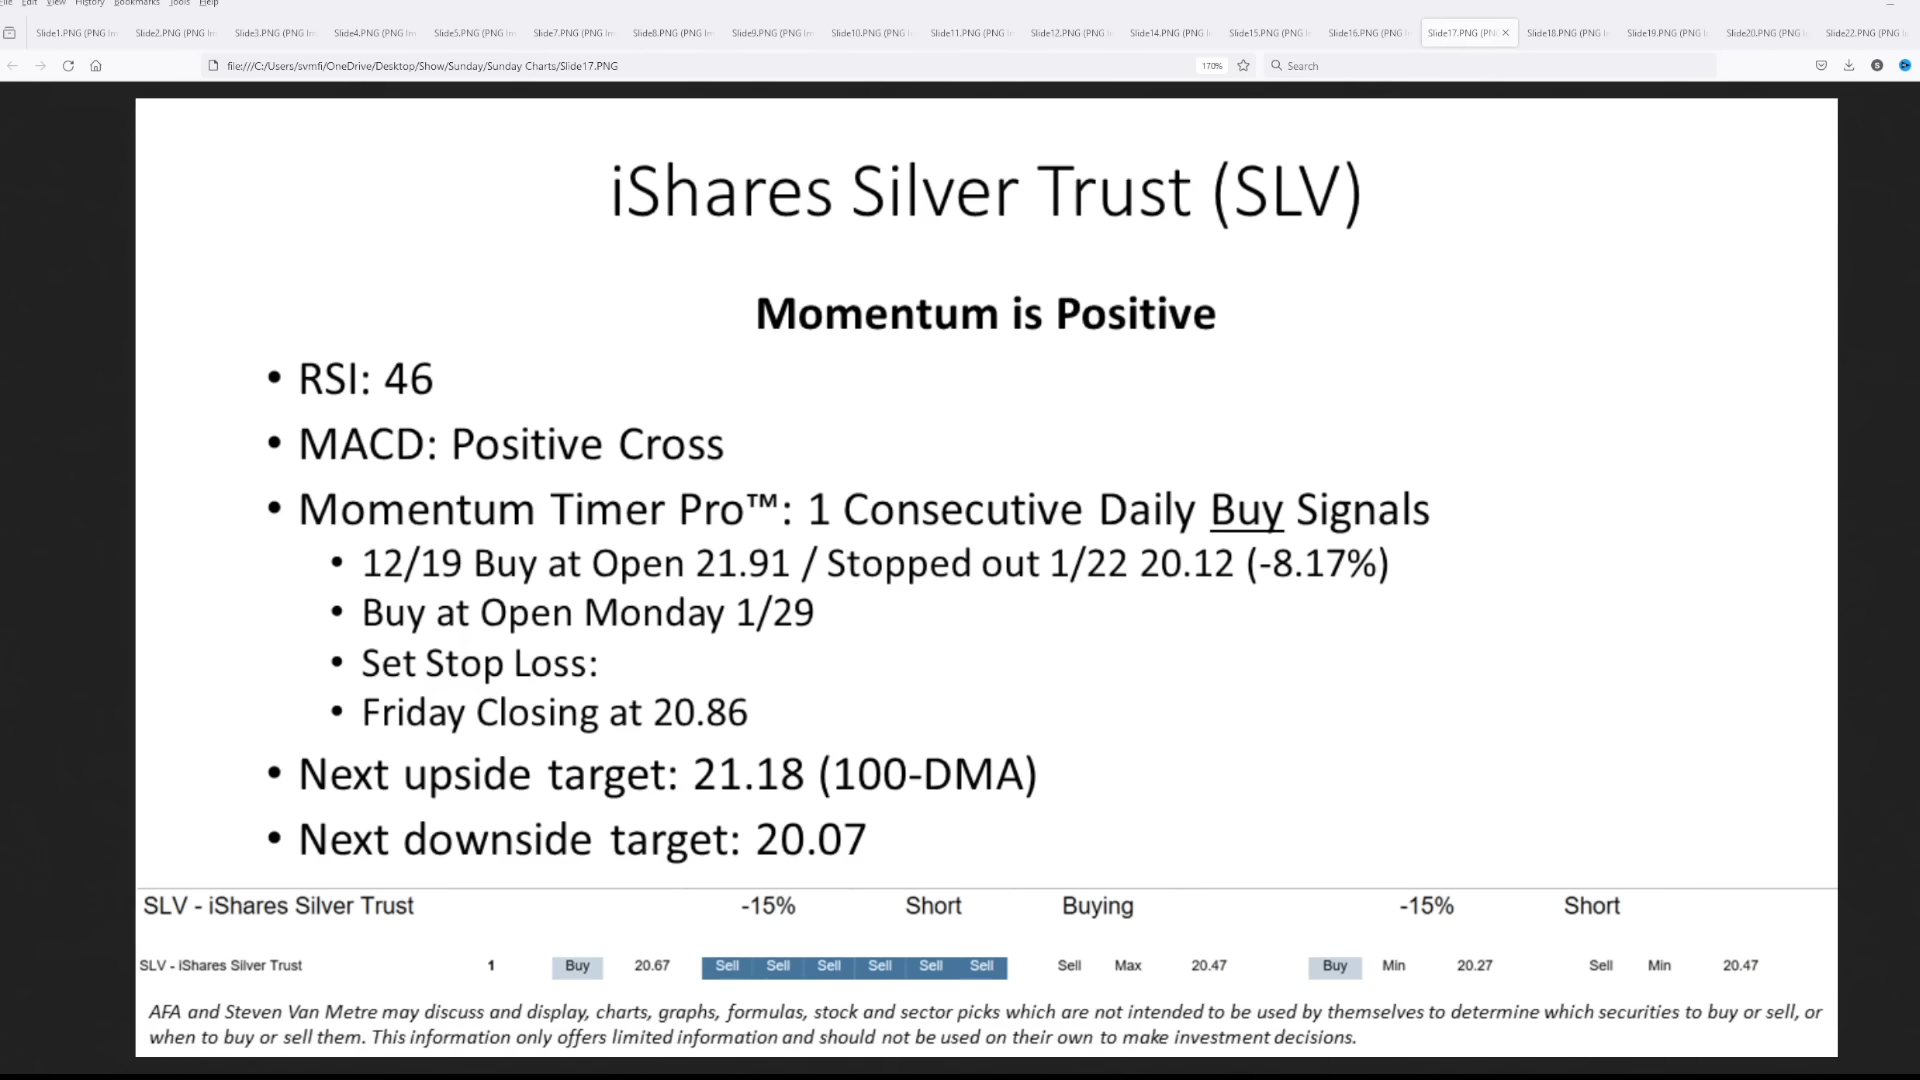 File Edit View History Bookmarks Tools Help
Slide1.PNG (PNG Im Slide2.PNG (PNG Im Slide3.PNG (PNG Im Slide4.PNG (PNG Im Slide5.PNG (PNG Im Slide7.PNG (PNG Im Slide8.PNG (PNG Im Slide9.PNG (PNG Im Slide10.PNG (PNG I Slide11.PNG (PNG I Slide12.PNG (PNG I Slide14.PNG (PNG I Slide15.PNG (PNG I Slide16.PNG (PNG I Slide17.PNG (PN Slide18.PNG (PNG I Slide19.PNG (PNG I Slide20.PNG (PNG I Slide22.PNG (PNG I
file:///C:/Users/svmfi/OneDrive/Desktop/Show/Sunday/Sunday Charts/Slide17.PNG 170% Search
iShares Silver Trust (SLV)
Momentum is Positive
• RSI: 46
• MACD: Positive Cross
• Momentum Timer Pro™: 1 Consecutive Daily Buy Signals
• 12/19 Buy at Open 21.91 / Stopped out 1/22 20.12 (-8.17%)
• Buy at Open Monday 1/29
• Set Stop Loss:
• Friday Closing at 20.86
• Next upside target: 21.18 (100-DMA)
• Next downside target: 20.07
SLV - iShares Silver Trust -15% Short Buying -15% Short
SLV - iShares Silver Trust 1 Buy 20.67 Sell Sell Sell Sell Sell Sell Sell Max 20.47 Buy Min 20.27 Sell Min 20.47
AFA and Steven Van Metre may discuss and display, charts, graphs, formulas, stock and sector picks which are not intended to be used by themselves to determine which securities to buy or sell, or
when to buy or sell them. This information only offers limited information and should not be used on their own to make investment decisions.